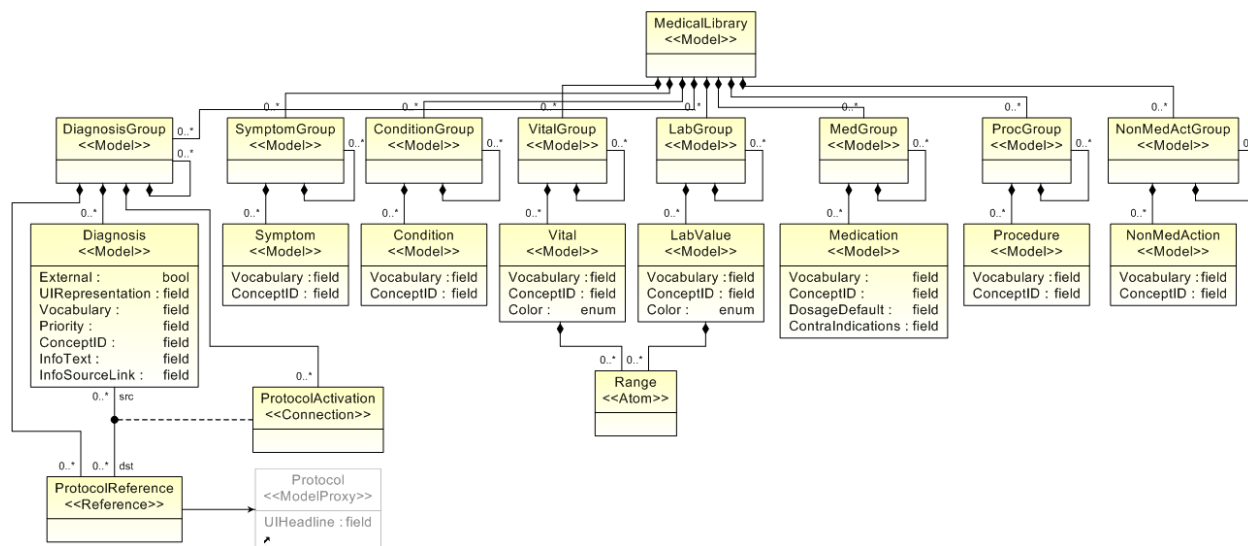 MedicalLibrary
<<Model>>
0..* 0..* 0..* 0..* 0..* 0..* 0..* 0..*
DiagnosisGroup
<<Model>>
0..*
SymptomGroup
<<Model>>
0..*
ConditionGroup
<<Model>>
0..*
VitalGroup
<<Model>>
0..*
LabGroup
<<Model>>
0..*
MedGroup
<<Model>>
0..*
ProcGroup
<<Model>>
0..*
NonMedActGroup
<<Model>>
0..*
0..* 0..* 0..* 0..* 0..* 0..* 0..* 0..*
Diagnosis
<<Model>>
External : bool
UIRepresentation : field
Vocabulary : field
Priority : field
ConceptID : field
InfoText : field
InfoSourceLink : field
Symptom
<<Model>>
Vocabulary : field
ConceptID : field
Condition
<<Model>>
Vocabulary : field
ConceptID : field
Vital
<<Model>>
Vocabulary : field
ConceptID : field
Color : enum
LabValue
<<Model>>
Vocabulary : field
ConceptID : field
Color : enum
Medication
<<Model>>
Vocabulary : field
ConceptID : field
DosageDefault : field
ContraIndications : field
Procedure
<<Model>>
Vocabulary : field
ConceptID : field
NonMedAction
<<Model>>
Vocabulary : field
ConceptID : field
0..* src
0..*
0..* 0..*
ProtocolActivation
<<Connection>>
Range
<<Atom>>
0..* 0..* dst
ProtocolReference
<<Reference>>
Protocol
<<ModelProxy>>
UIHeadline : field